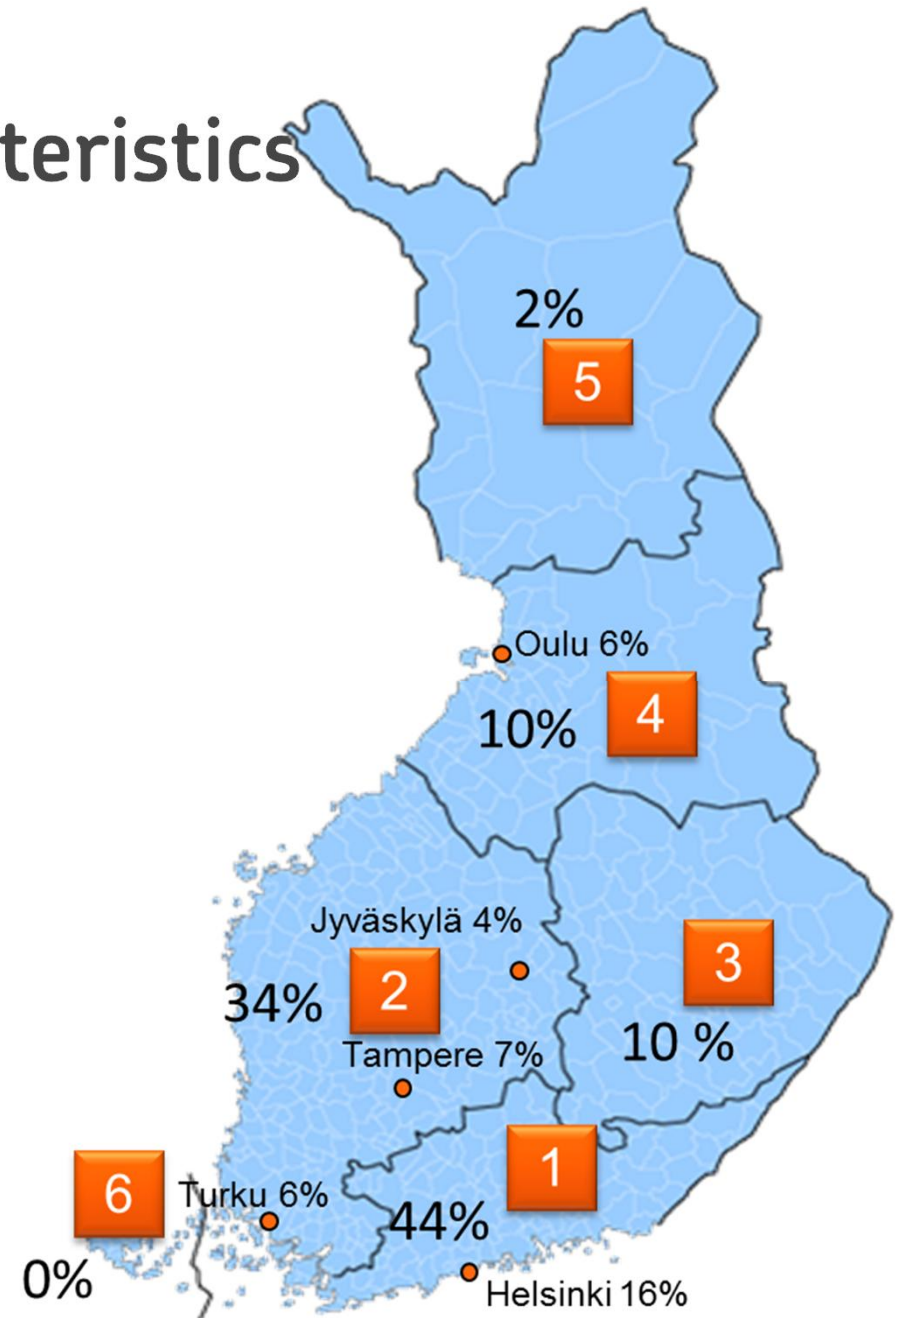 teristics
2%
5
Oulu 6%
4
10%
Jyväskylä 4%
3
2
34%
10 %
Tampere 7%
1
6
Turku 6%
44%
0%
Helsinki 16%